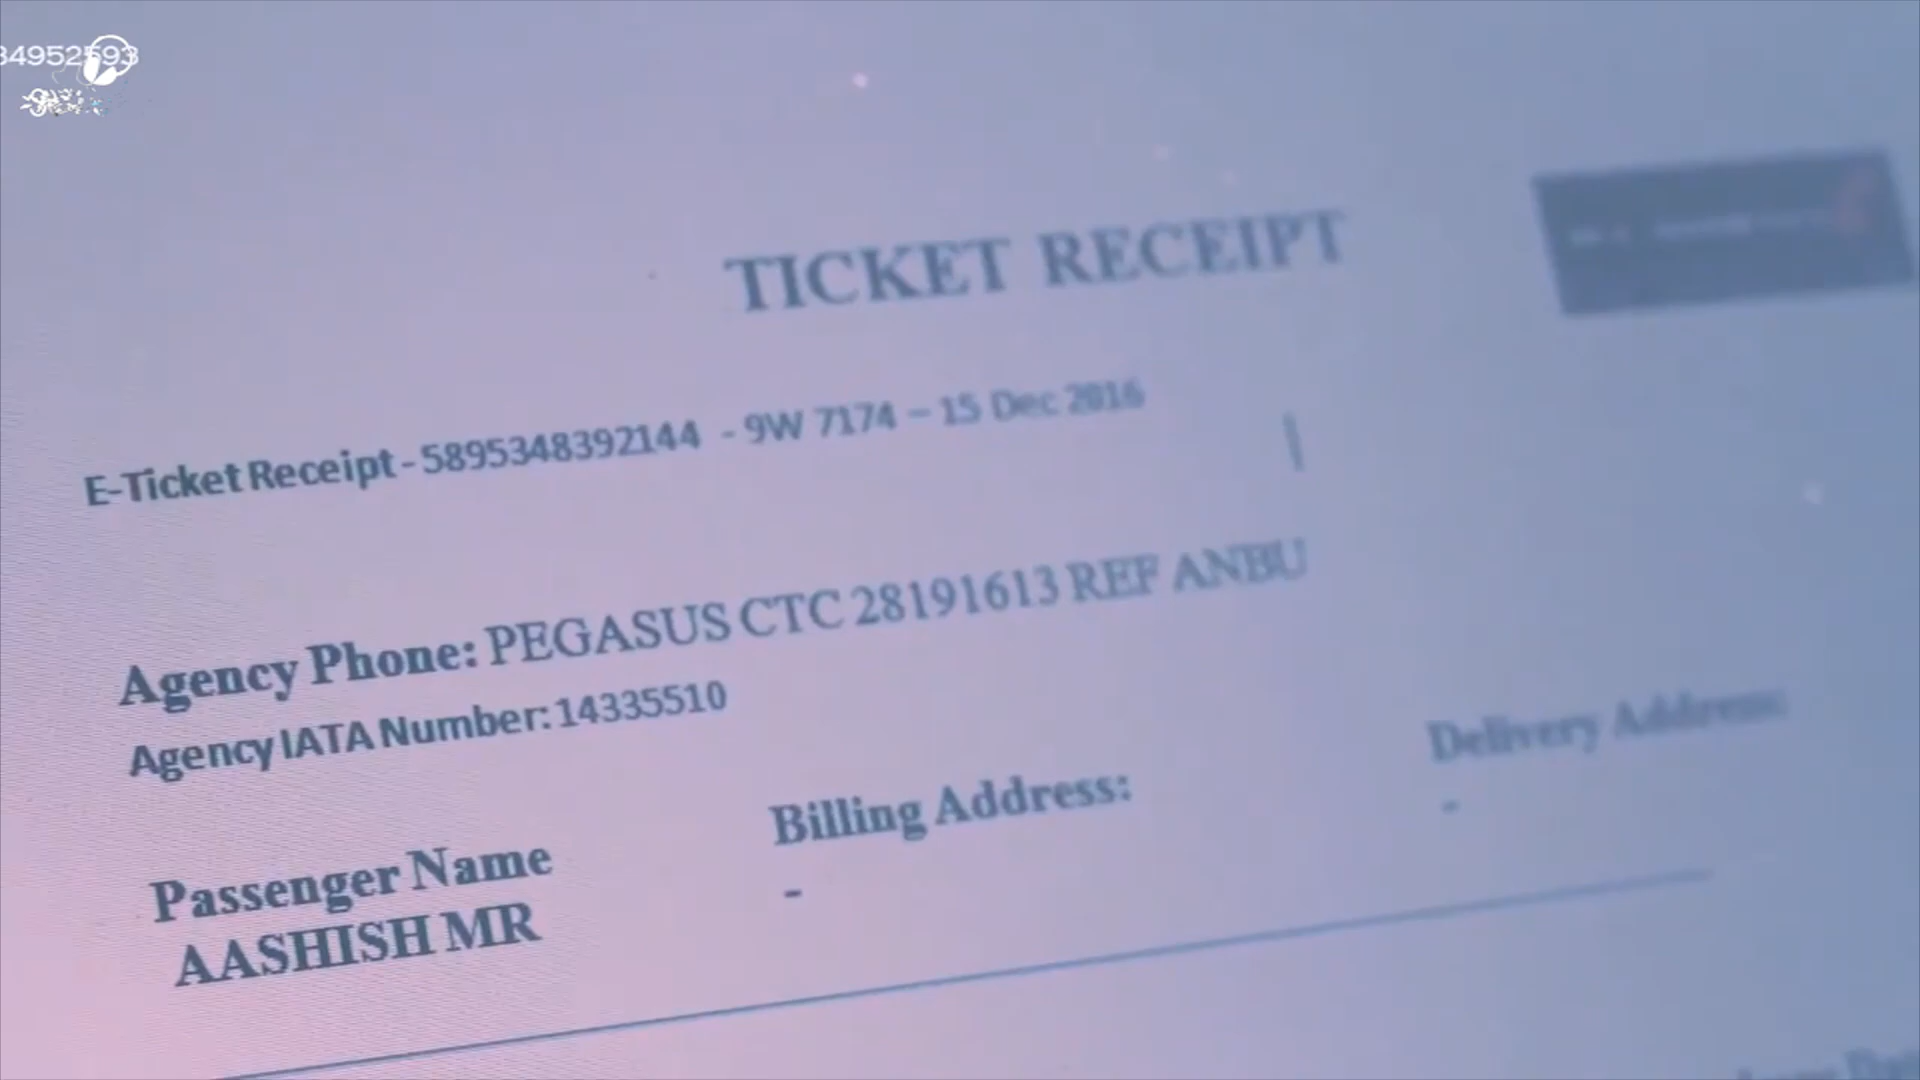 34952593
TICKET RECEIPT
E-Ticket Receipt - 5895348392144 - 9W 7174 – 15 Dec 2016
Agency Phone: PEGASUS CTC 28191613 REF ANBU
Agency IATA Number: 14335510
Passenger Name
AASHISH MR
Billing Address:
-
Delivery Address:
-